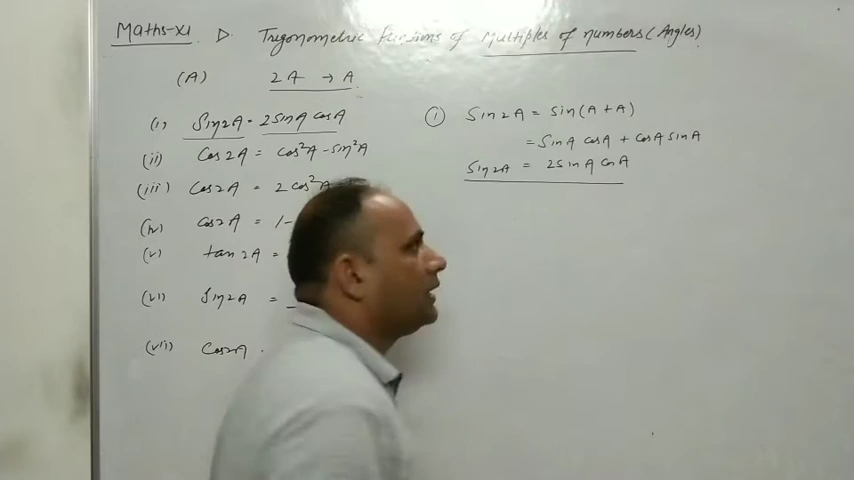 Maths-XI D Trigonometric functions of Multiples of numbers (Angles)
(A) 2A → A
(i) Sin2A = 2sinA cosA
(ii) Cos2A = cos²A - sin²A
(iii) Cos2A = 2cos²A
(iv) cos2A = 1-
(v) tan2A =
(vi) Sin2A =
(vii) Cos2A
① Sin2A = sin(A+A)
= sinA cosA + cosA sinA
Sin2A = 2sinA cosA